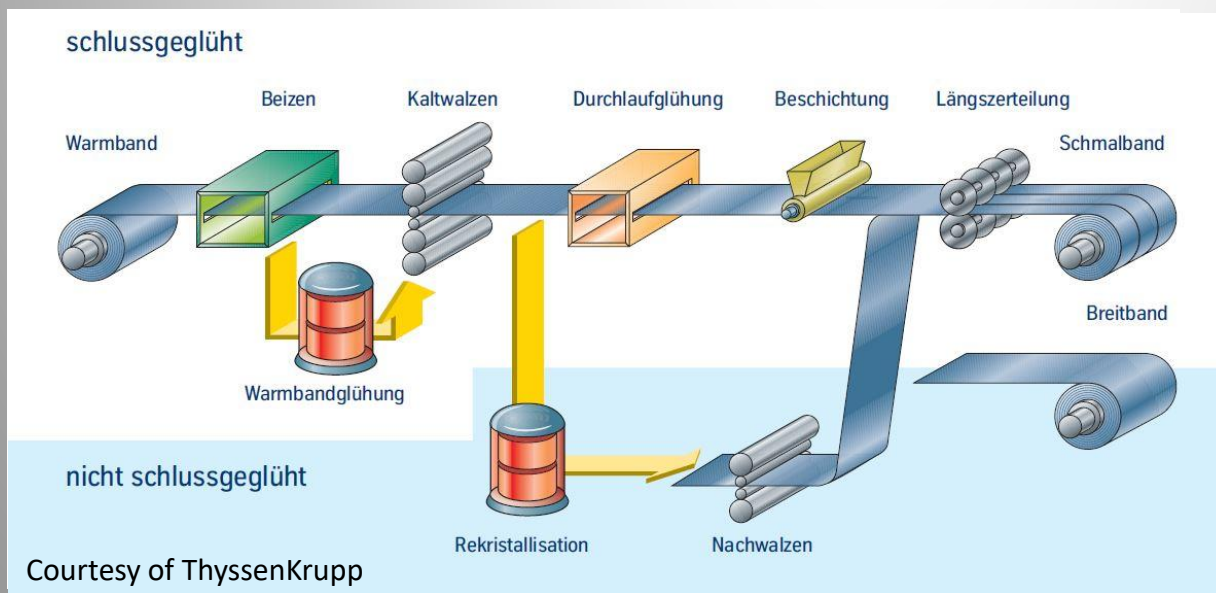 schlussgeglüht
Beizen
Kaltwalzen
Durchlaufglühung
Beschichtung
Längszerteilung
Warmband
Schmalband
Breitband
Warmbandglühung
nicht schlussgeglüht
Rekristallisation
Nachwalzen
Courtesy of ThyssenKrupp